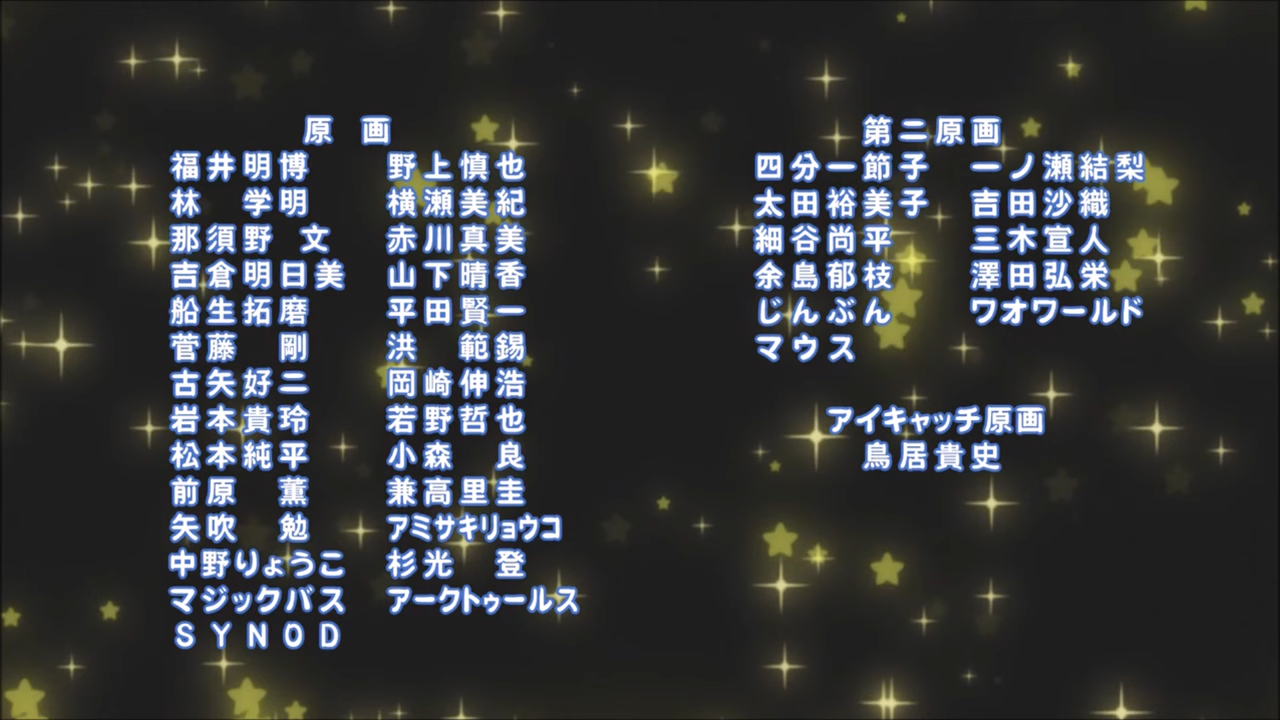 原 画
福井明博 野上慎也
林 学明 横瀬美紀
那須野 文 赤川真美
吉倉明日美 山下晴香
船生拓磨 平田賢一
菅藤 剛 洪 範錫
古矢好二 岡崎伸浩
岩本貴玲 若野哲也
松本純平 小森 良
前原 薫 兼高里圭
矢吹 勉 アミサキリョウコ
中野りょうこ 杉光 登
マジックバス アークトゥールス
ＳＹＮＯＤ
第二原画
四分一節子 一ノ瀬結梨
太田裕美子 吉田沙織
細谷尚平 三木宣人
余島郁枝 澤田弘栄
じんぶん ワオワールド
マウス
アイキャッチ原画
鳥居貴史